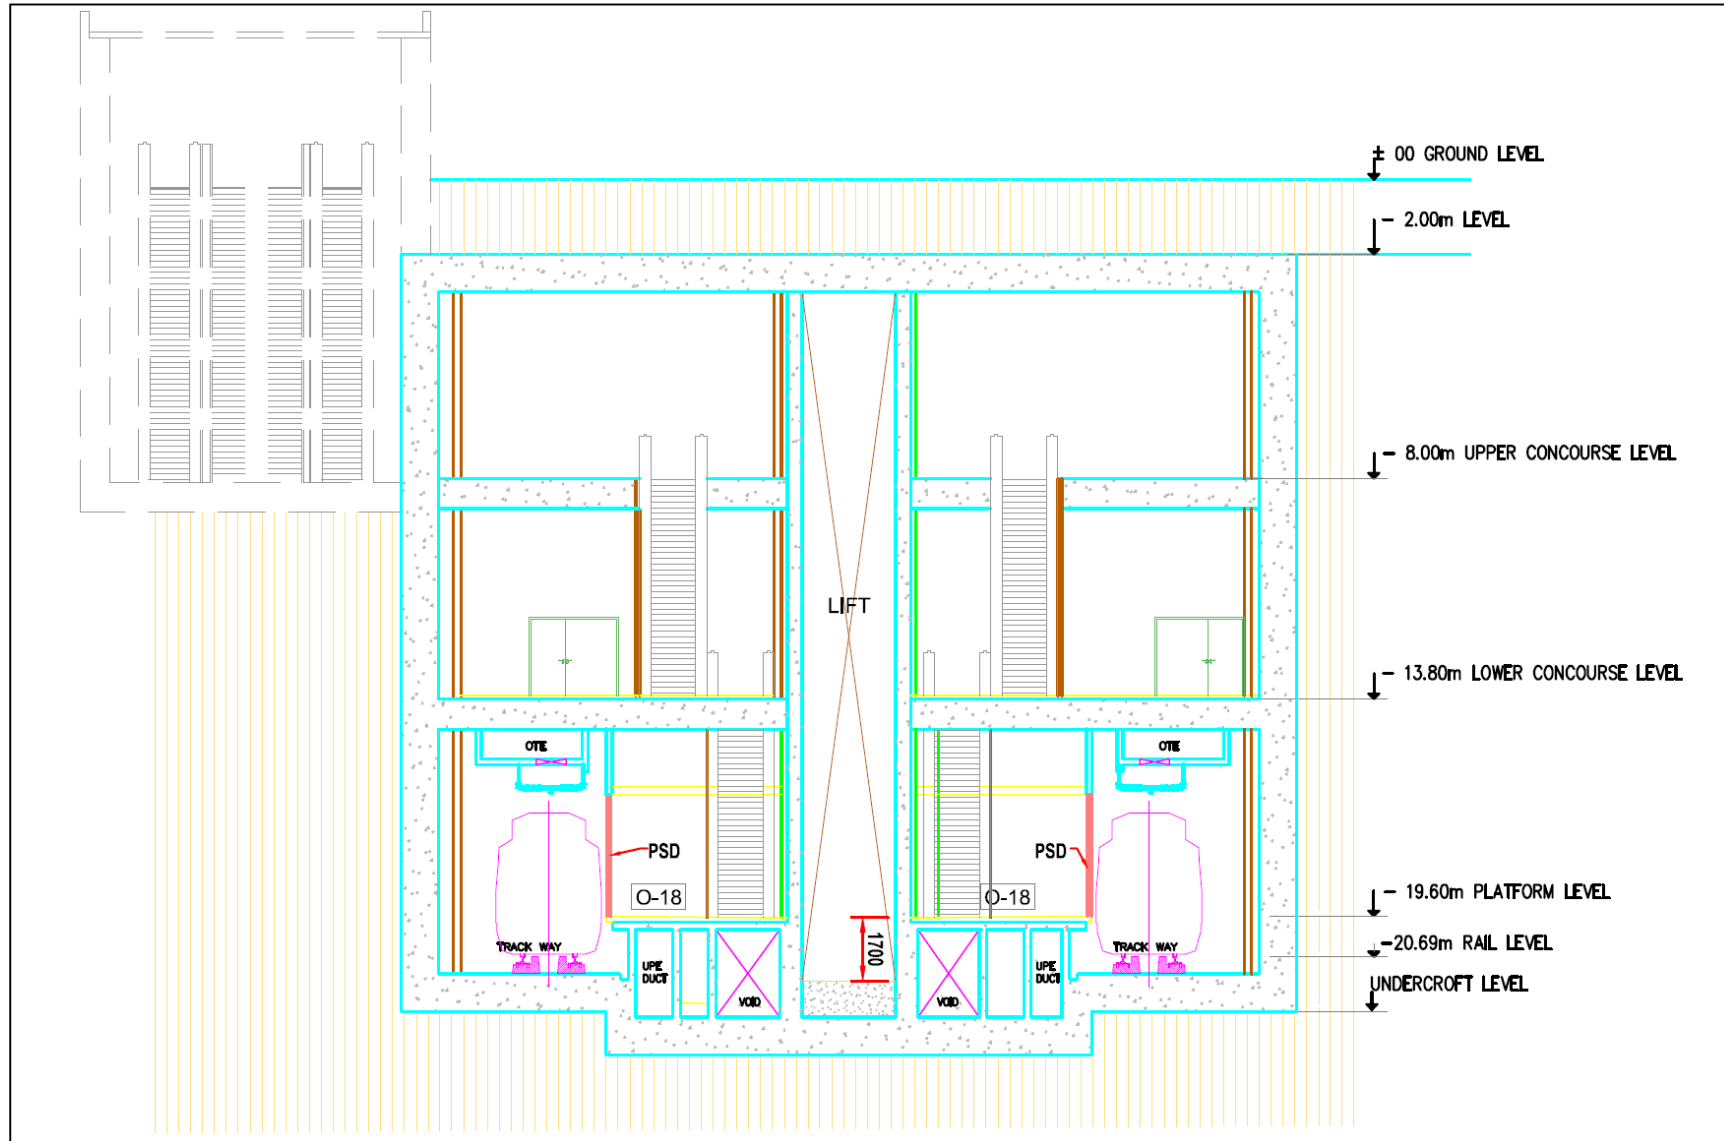 ± 00 GROUND LEVEL
- 2.00m LEVEL
- 8.00m UPPER CONCOURSE LEVEL
LIFT
- 13.80m LOWER CONCOURSE LEVEL
OTE
OTE
PSD
PSD
O-18
O-18
- 19.60m PLATFORM LEVEL
1700
TRACK WAY
TRACK WAY
-20.69m RAIL LEVEL
UPE
DUCT
UPE
DUCT
UNDERCROFT LEVEL
VOID
VOID